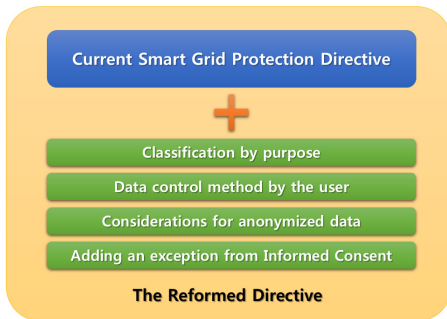 Current Smart Grid Protection Directive
Classification by purpose
Data control method by the user
Considerations for anonymized data
Adding an exception from Informed Consent
The Reformed Directive